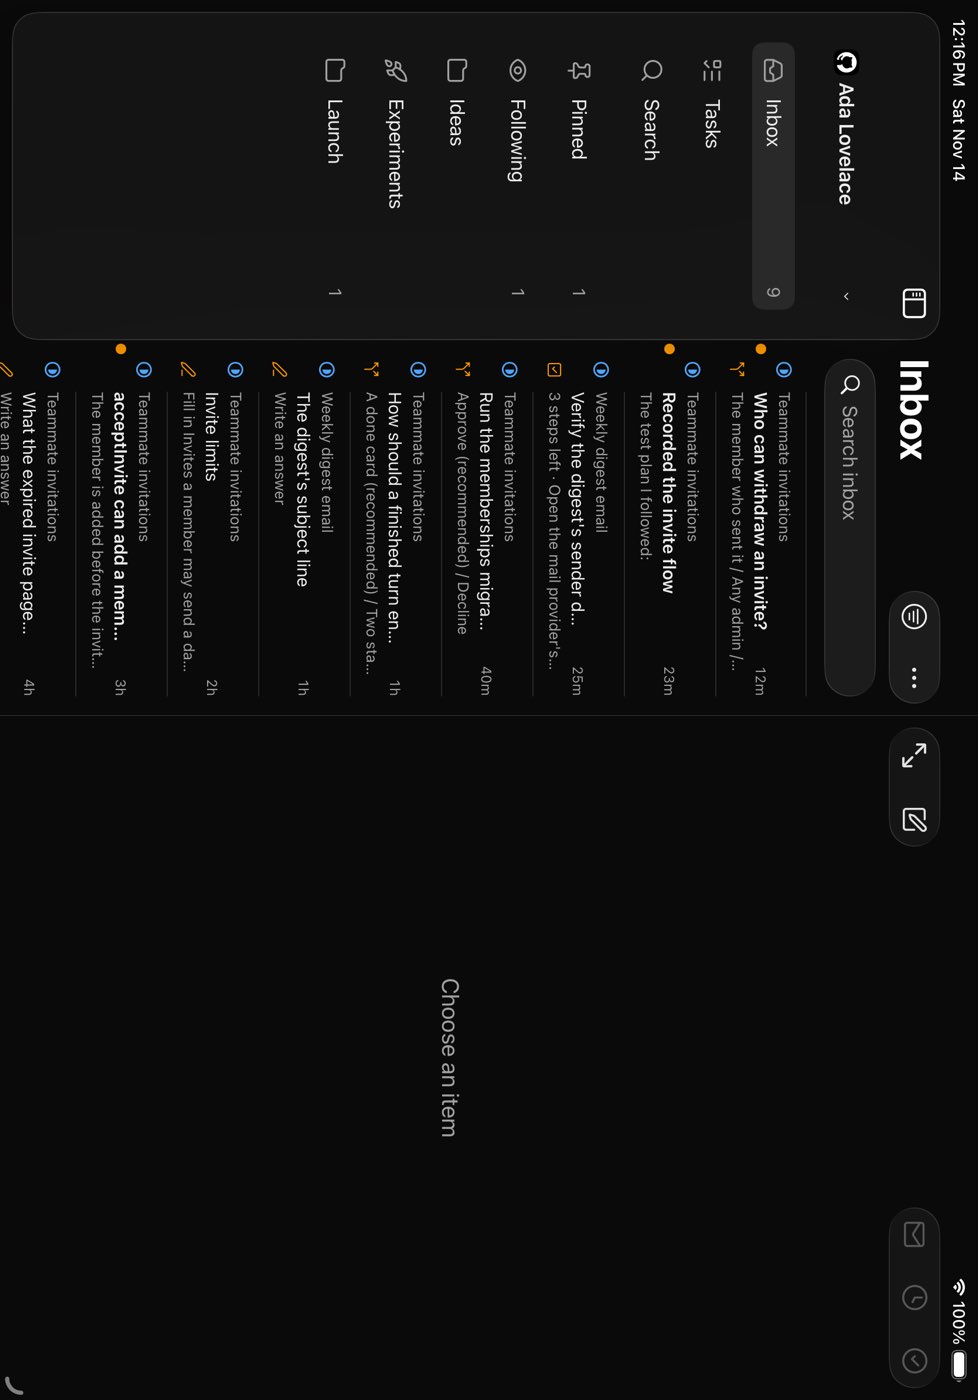 12:16 PM Sat Nov 14
100%
Ada Lovelace
Inbox 9
Tasks
Search
Pinned 1
Following 1
Ideas
Experiments
Launch 1
Inbox
Search inbox
Teammate invitations
Who can withdraw an invite? 12m
The member who sent it / Any admin /...
Teammate invitations
Recorded the invite flow 23m
The test plan I followed:
Weekly digest email
Verify the digest's sender d... 25m
3 steps left · Open the mail provider's...
Teammate invitations
Run the memberships migra... 40m
Approve (recommended) / Decline
Teammate invitations
How should a finished turn en... 1h
A done card (recommended) / Two sta...
Weekly digest email
The digest's subject line 1h
Write an answer
Teammate invitations
Invite limits 2h
Fill in Invites a member may send a da...
Teammate invitations
acceptInvite can add a mem... 3h
The member is added before the invit...
Teammate invitations
What the expired invite page... 4h
Write an answer
Choose an item